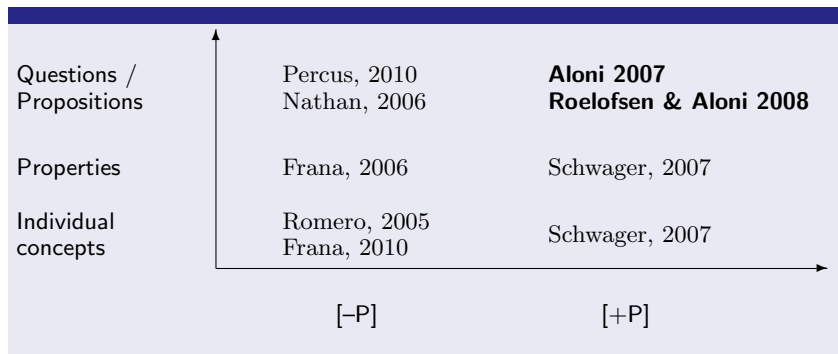 Questions / Percus, 2010 Aloni 2007
Propositions Nathan, 2006 Roelofsen & Aloni 2008
Properties Frana, 2006 Schwager, 2007
Individual Romero, 2005
concepts Frana, 2010 Schwager, 2007
[–P] [+P]